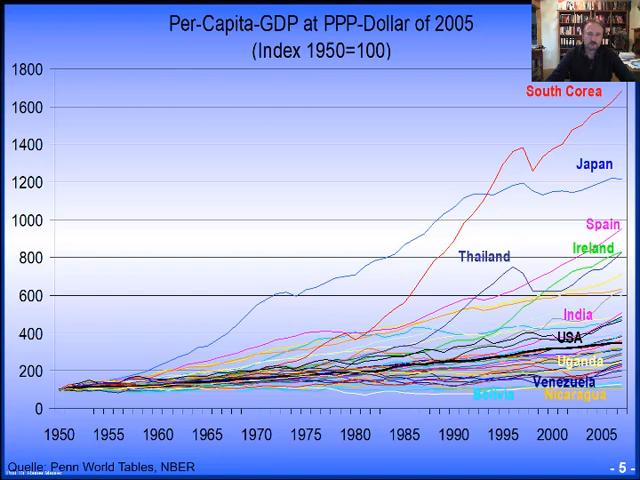 Per-Capita-GDP at PPP-Dollar of 2005
(Index 1950=100)
1800
1600
1400
1200
1000
800
600
400
200
0
South Corea
Japan
Spain
Ireland
Thailand
India
USA
Uganda
Venezuela
Bolivia
Nicaragua
1950 1955 1960 1965 1970 1975 1980 1985 1990 1995 2000 2005
Quelle: Penn World Tables, NBER
- 5 -